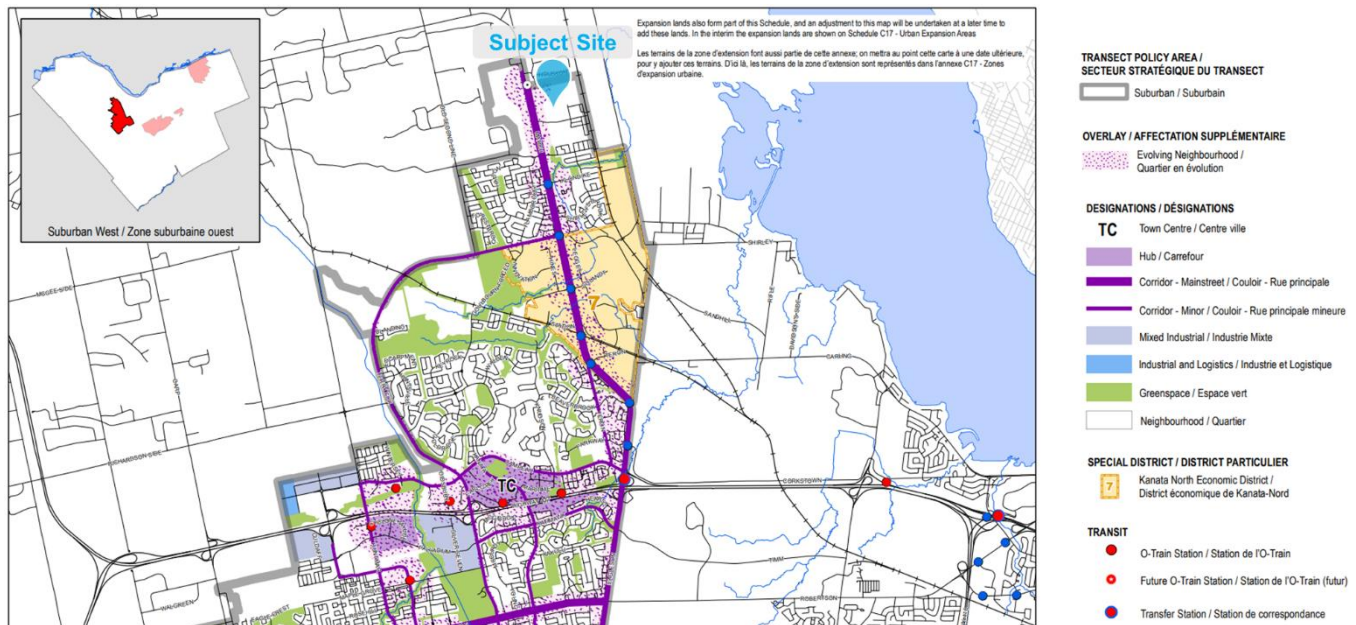 Subject Site
Expansion lands also form part of this Schedule, and an adjustment to this map will be undertaken at a later time to
add these lands. In the interim the expansion lands are shown on Schedule C17 - Urban Expansion Areas
Les terrains de la zone d'extension font aussi partie de cette annexe; on mettra au point cette carte à une date ultérieure,
pour y ajouter ces terrains. D'ici là, les terrains de la zone d'extension sont représentés dans l'annexe C17 - Zones
d'expansion urbaine.
Suburban West / Zone suburbaine ouest
MCGEE-SIDE
RICHARDSON-SIDE
WALGREEN
SHIRLEY
SANDHILL
CARLING
CORKSTOWN
TIMM
ROBERTSON
7
TC
TRANSECT POLICY AREA /
SECTEUR STRATÉGIQUE DU TRANSECT
Suburban / Suburbain
OVERLAY / AFFECTATION SUPPLÉMENTAIRE
Evolving Neighbourhood /
Quartier en évolution
DESIGNATIONS / DÉSIGNATIONS
TC Town Centre / Centre ville
Hub / Carrefour
Corridor - Mainstreet / Couloir - Rue principale
Corridor - Minor / Couloir - Rue principale mineure
Mixed Industrial / Industrie Mixte
Industrial and Logistics / Industrie et Logistique
Greenspace / Espace vert
Neighbourhood / Quartier
SPECIAL DISTRICT / DISTRICT PARTICULIER
7 Kanata North Economic District /
District économique de Kanata-Nord
TRANSIT
O-Train Station / Station de l'O-Train
Future O-Train Station / Station de l'O-Train (futur)
Transfer Station / Station de correspondance